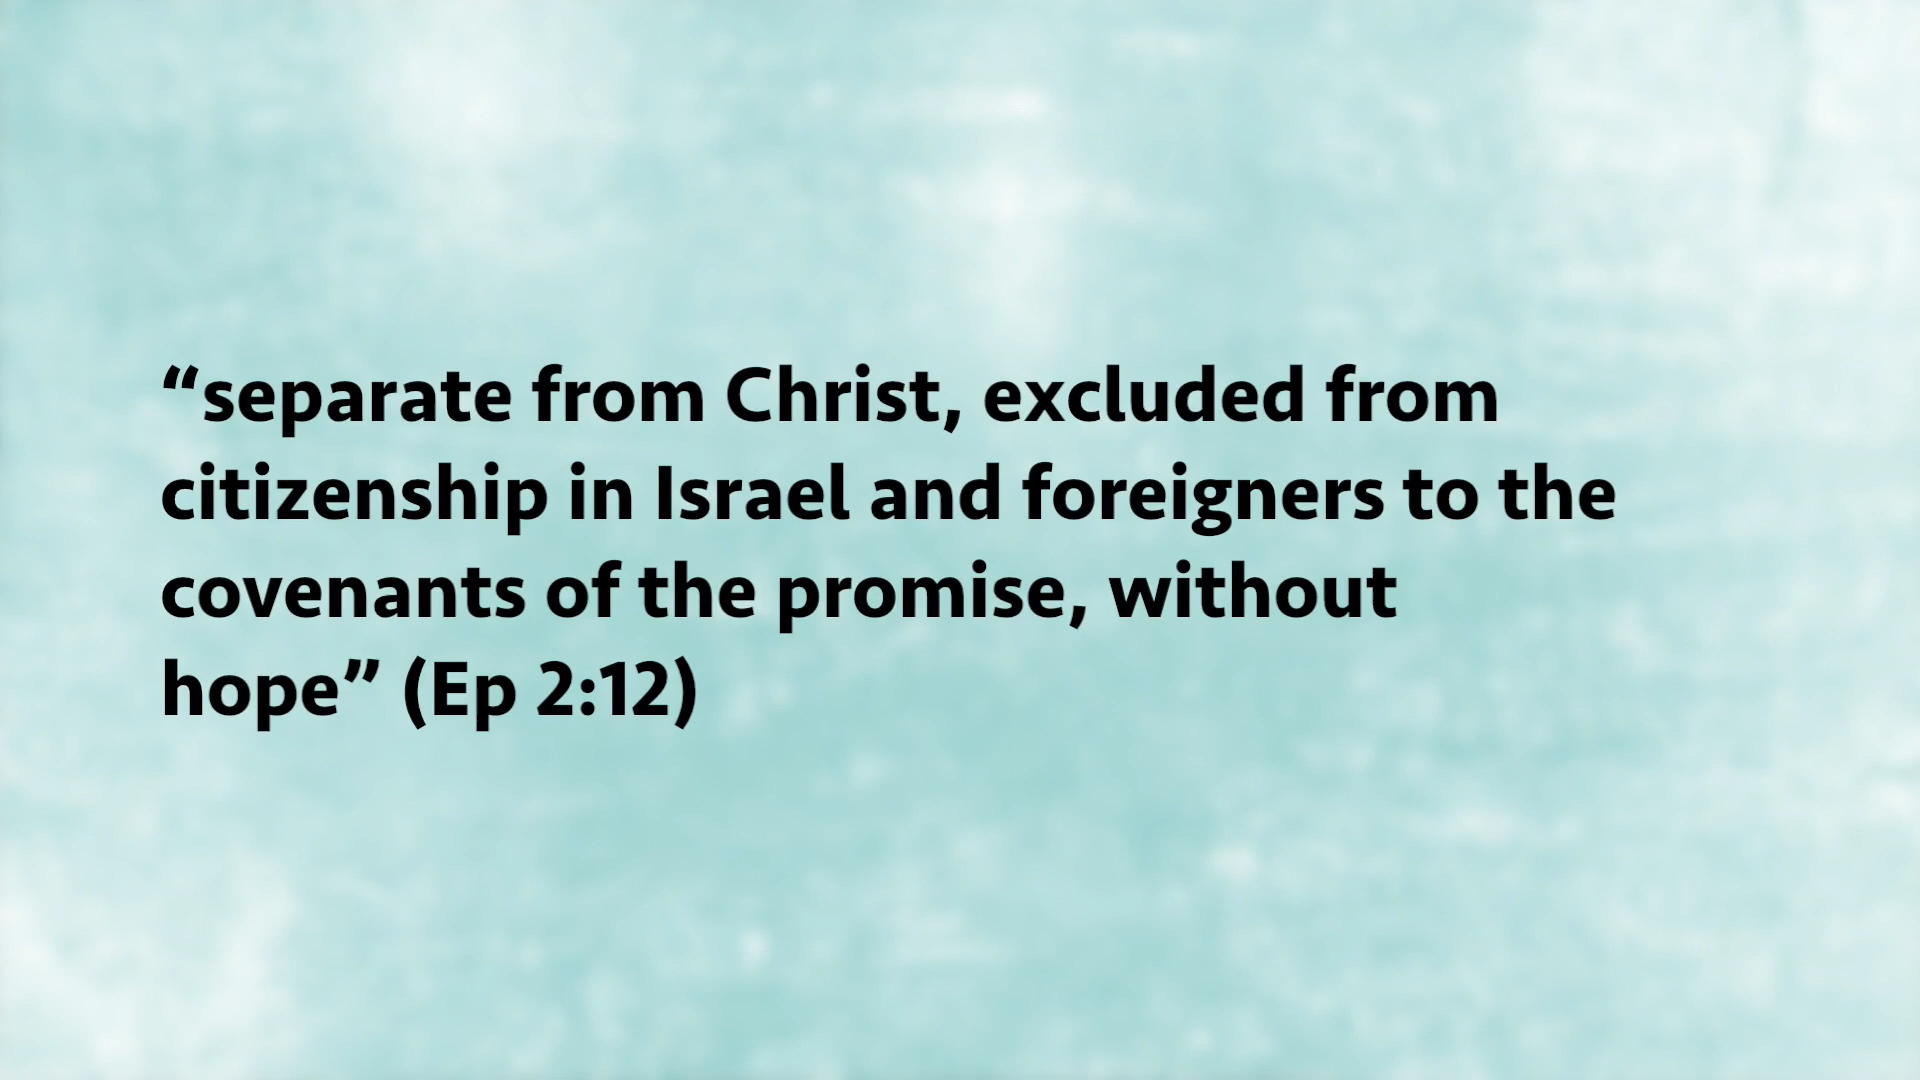 “separate from Christ, excluded from
citizenship in Israel and foreigners to the
covenants of the promise, without
hope” (Ep 2:12)